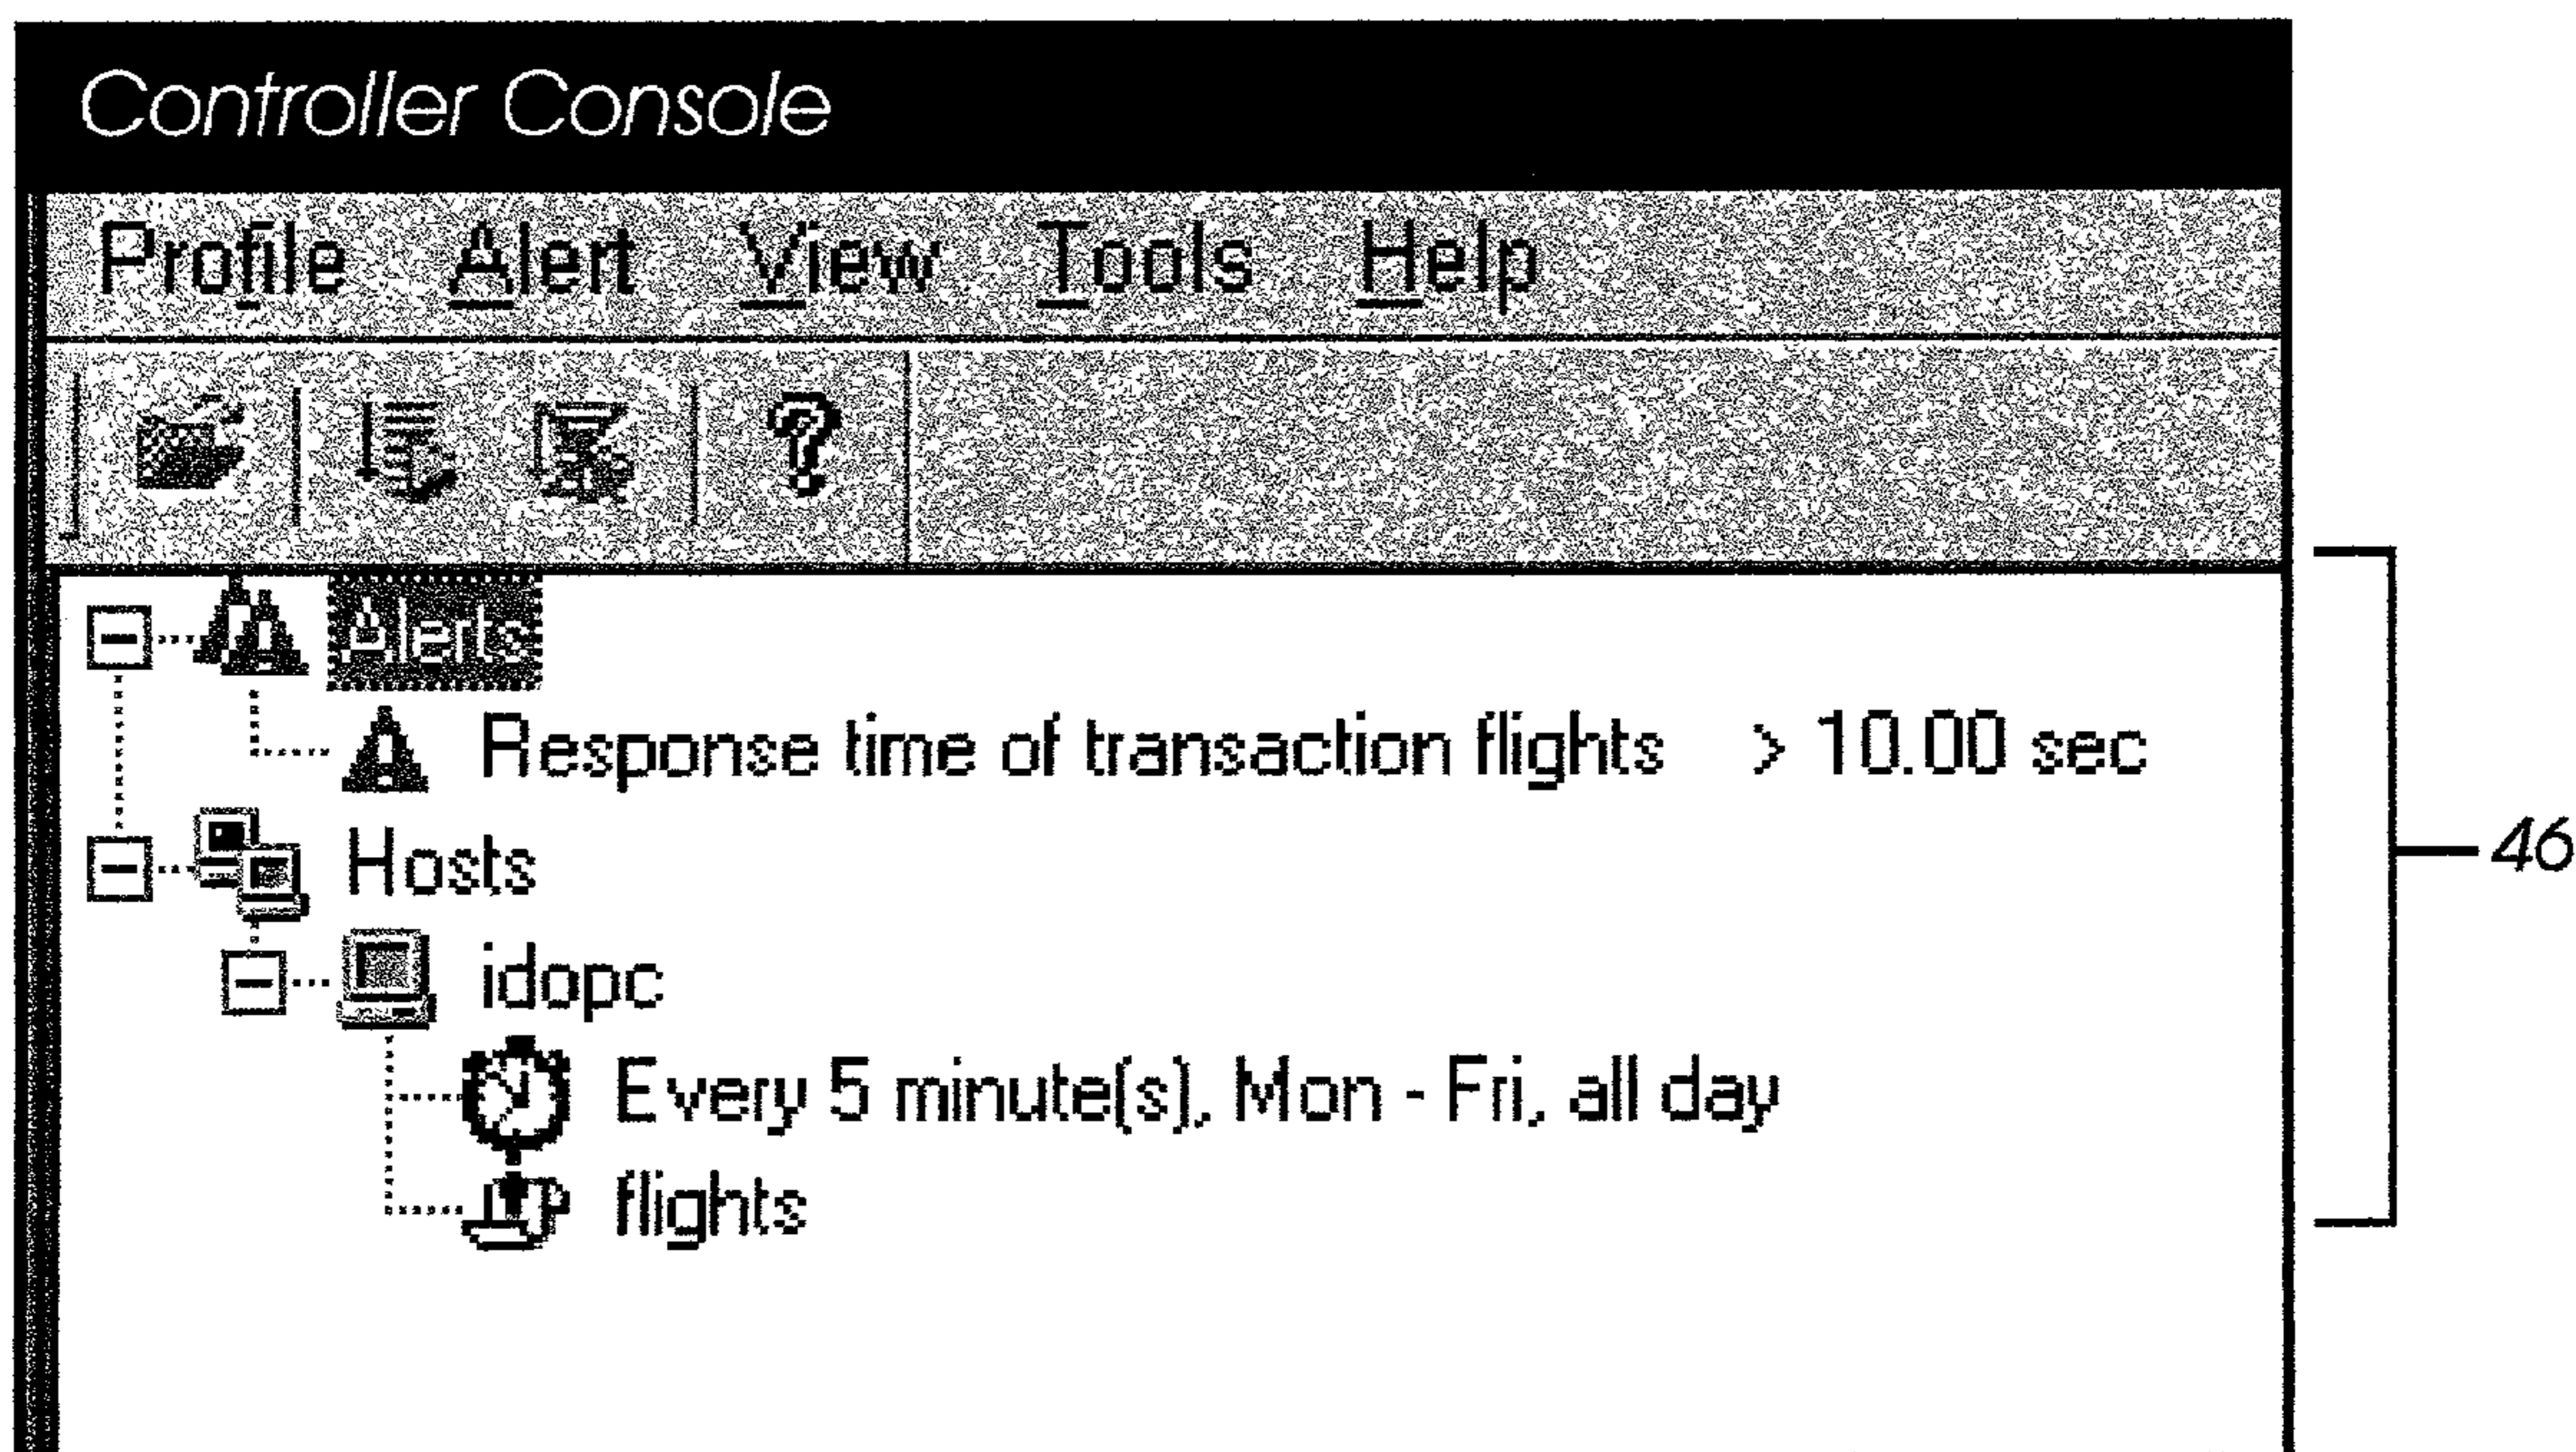 Controller Console
Profile Alert View Tools Help
?
Alerts
Response time of transaction flights > 10.00 sec
Hosts
46
idopc
Every 5 minute(s), Mon - Fri, all day
flights